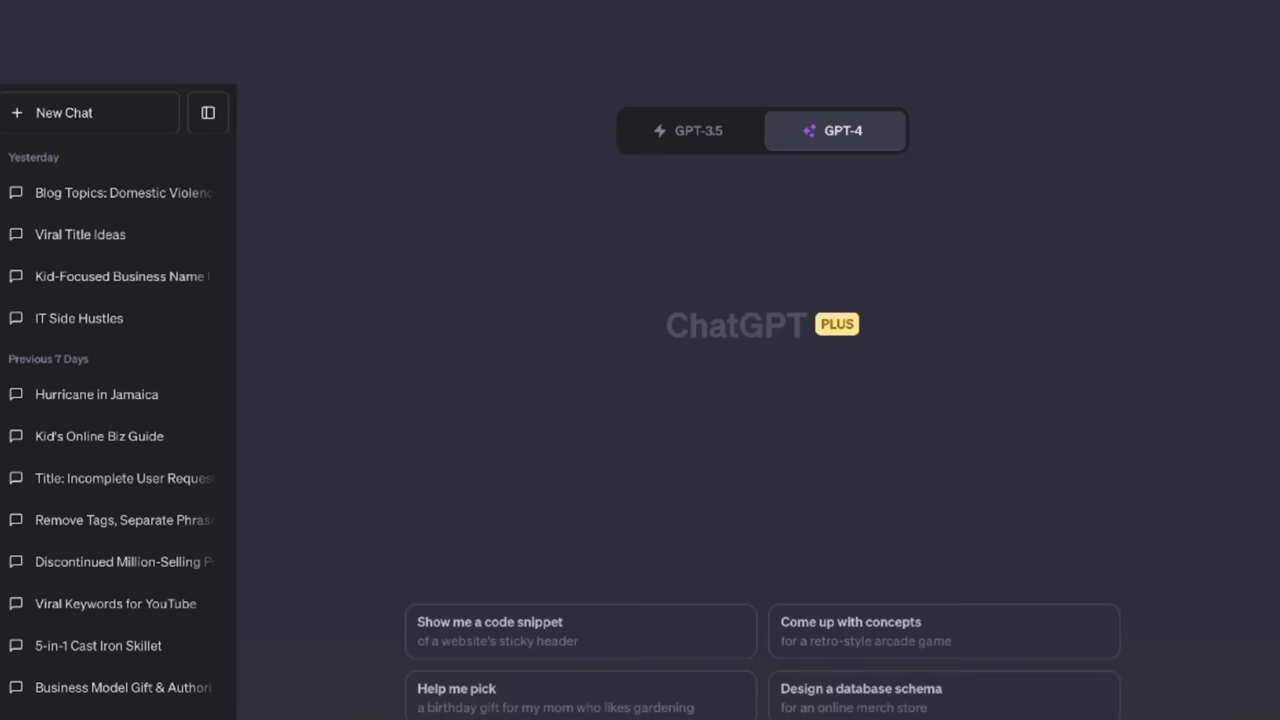 New Chat
Yesterday
Blog Topics: Domestic Violenc
Viral Title Ideas
Kid-Focused Business Name
IT Side Hustles
Previous 7 Days
Hurricane in Jamaica
Kid's Online Biz Guide
Title: Incomplete User Request
Remove Tags, Separate Phrase
Discontinued Million-Selling P
Viral Keywords for YouTube
5-in-1 Cast Iron Skillet
Business Model Gift & Authori
GPT-3.5
GPT-4
ChatGPT PLUS
Show me a code snippet
of a website's sticky header
Come up with concepts
for a retro-style arcade game
Help me pick
a birthday gift for my mom who likes gardening
Design a database schema
for an online merch store